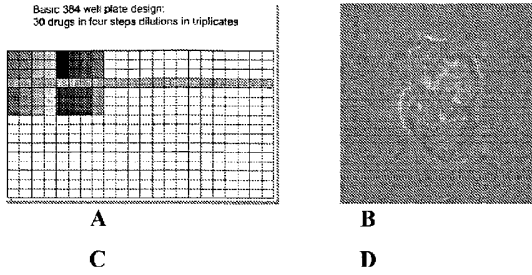 Basic 384 well plate design:
30 drugs in four steps dilutions in triplicates
A B
C D